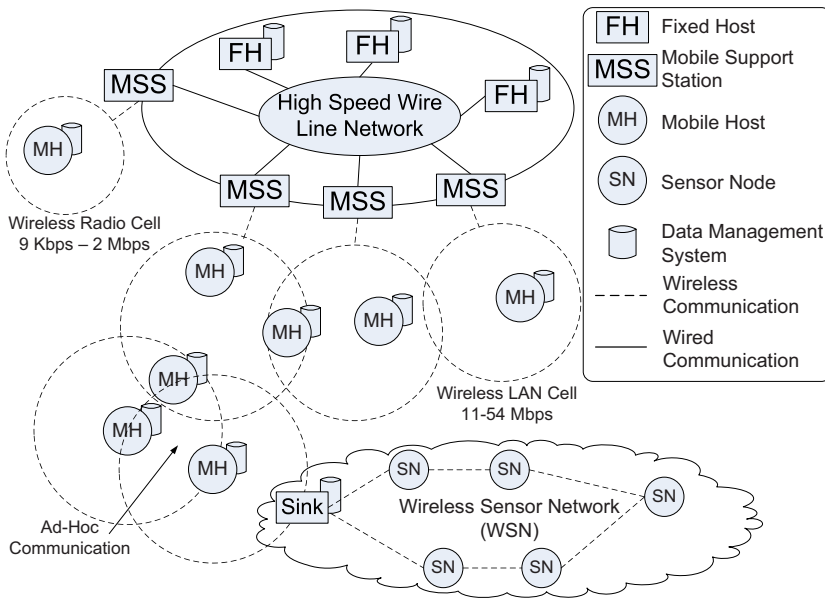 FH
FH
FH
MSS
High Speed Wire
Line Network
MH
MSS
MSS
MSS
Wireless Radio Cell
9 Kbps – 2 Mbps
MH
MH
MH
MH
Wireless LAN Cell
11-54 Mbps
MH
MH
MH
Ad-Hoc
Communication
Sink
SN
SN
SN
SN
SN
Wireless Sensor Network
(WSN)
FH
Fixed Host
MSS
Mobile Support
Station
MH
Mobile Host
SN
Sensor Node
Data Management
System
Wireless
Communication
Wired
Communication